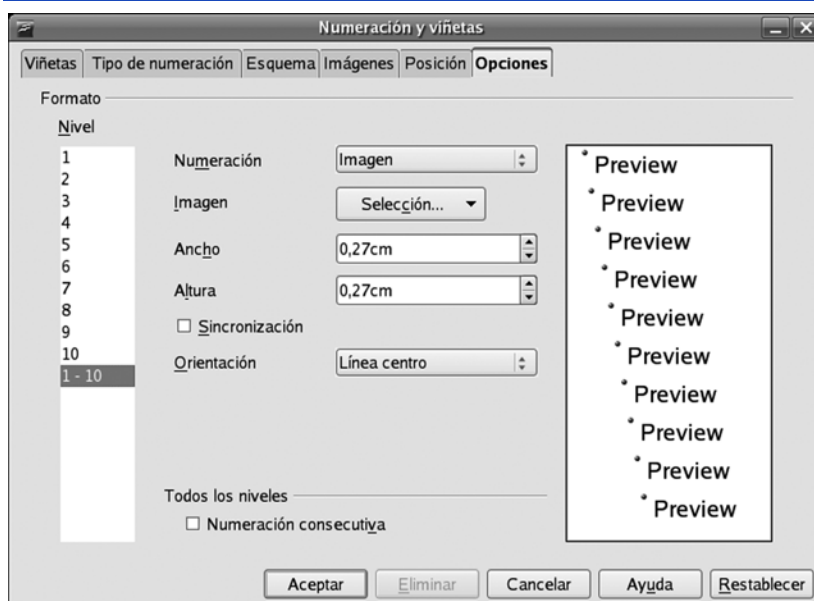 Numeración y viñetas
Viñetas Tipo de numeración Esquema Imágenes Posición Opciones
Formato
Nivel
1
2
3
4
5
6
7
8
9
10
1 - 10
Numeración Imagen
Imagen Selección...
Ancho 0,27cm
Altura 0,27cm
Sincronización
Orientación Línea centro
Todos los niveles
Numeración consecutiva
Preview
Preview
Preview
Preview
Preview
Preview
Preview
Preview
Preview
Preview
Aceptar Eliminar Cancelar Ayuda Restablecer